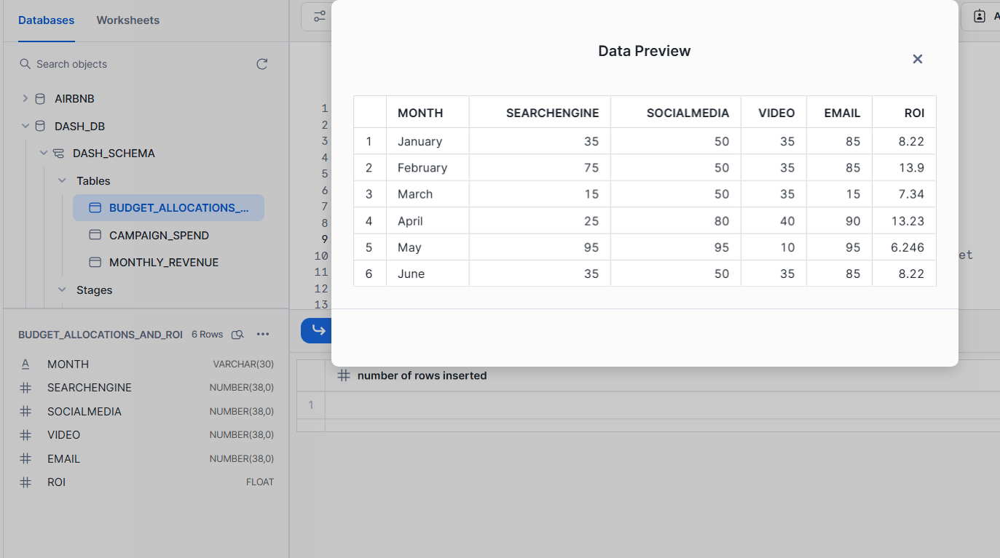 Databases Worksheets
Search objects
AIRBNB
DASH_DB
DASH_SCHEMA
Tables
BUDGET_ALLOCATIONS_...
CAMPAIGN_SPEND
MONTHLY_REVENUE
Stages
BUDGET_ALLOCATIONS_AND_ROI 6 Rows ...
MONTH VARCHAR(30)
SEARCHENGINE NUMBER(38,0)
SOCIALMEDIA NUMBER(38,0)
VIDEO NUMBER(38,0)
EMAIL NUMBER(38,0)
ROI FLOAT
A
1
2
3
4
5
6
7
8
9
10
11
12
13
et
Data Preview
MONTH SEARCHENGINE SOCIALMEDIA VIDEO EMAIL ROI
1 January 35 50 35 85 8.22
2 February 75 50 35 85 13.9
3 March 15 50 35 15 7.34
4 April 25 80 40 90 13.23
5 May 95 95 10 95 6.246
6 June 35 50 35 85 8.22
number of rows inserted
1